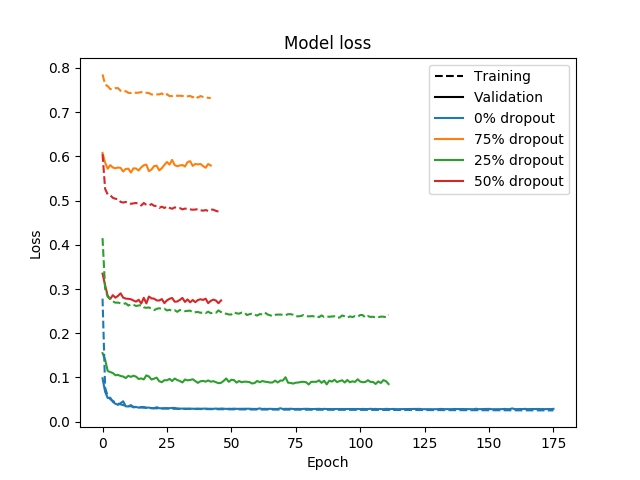 Model loss
Loss
0.8
0.7
0.6
0.5
0.4
0.3
0.2
0.1
0.0
Training
Validation
0% dropout
75% dropout
25% dropout
50% dropout
0 25 50 75 100 125 150 175
Epoch